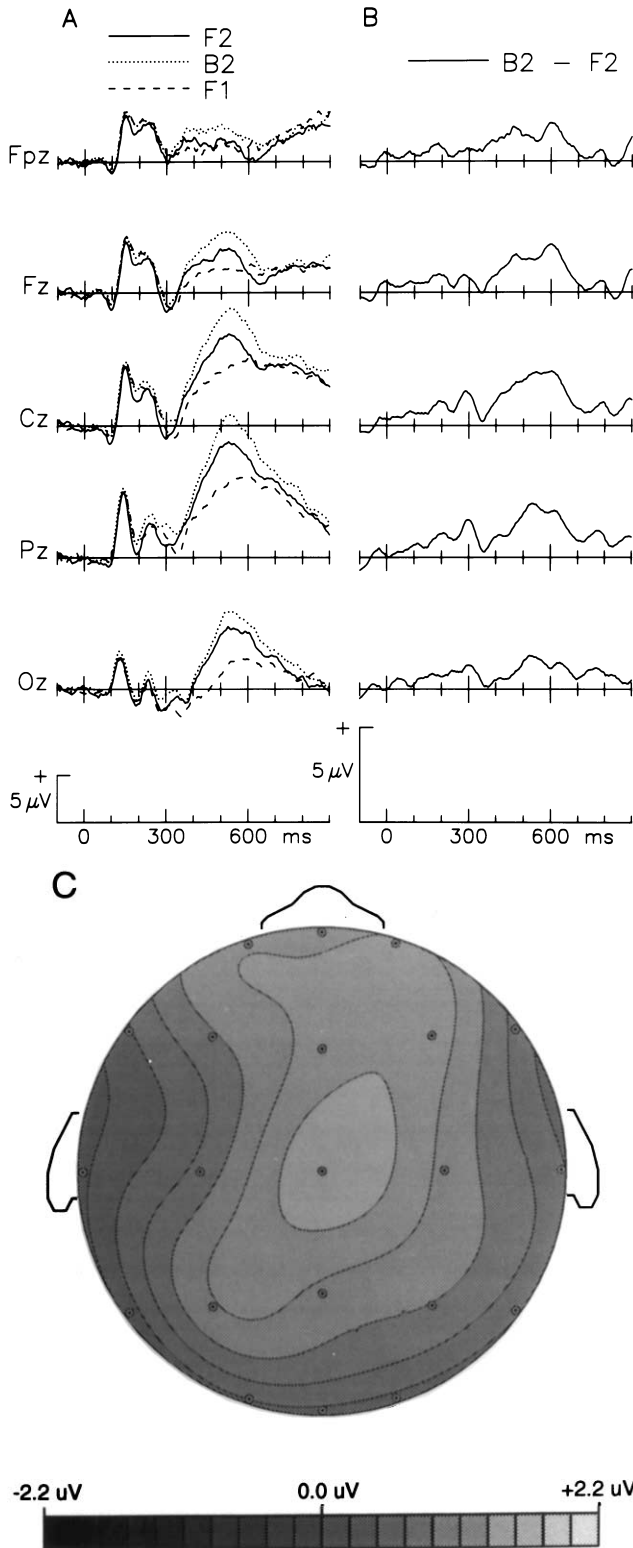 A
F2
B2
F1
B
B2 – F2
Fpz
Fz
Cz
Pz
Oz
+
5 μV
0 300 600 ms
+
5 μV
0 300 600 ms
C
-2.2 uV 0.0 uV +2.2 uV